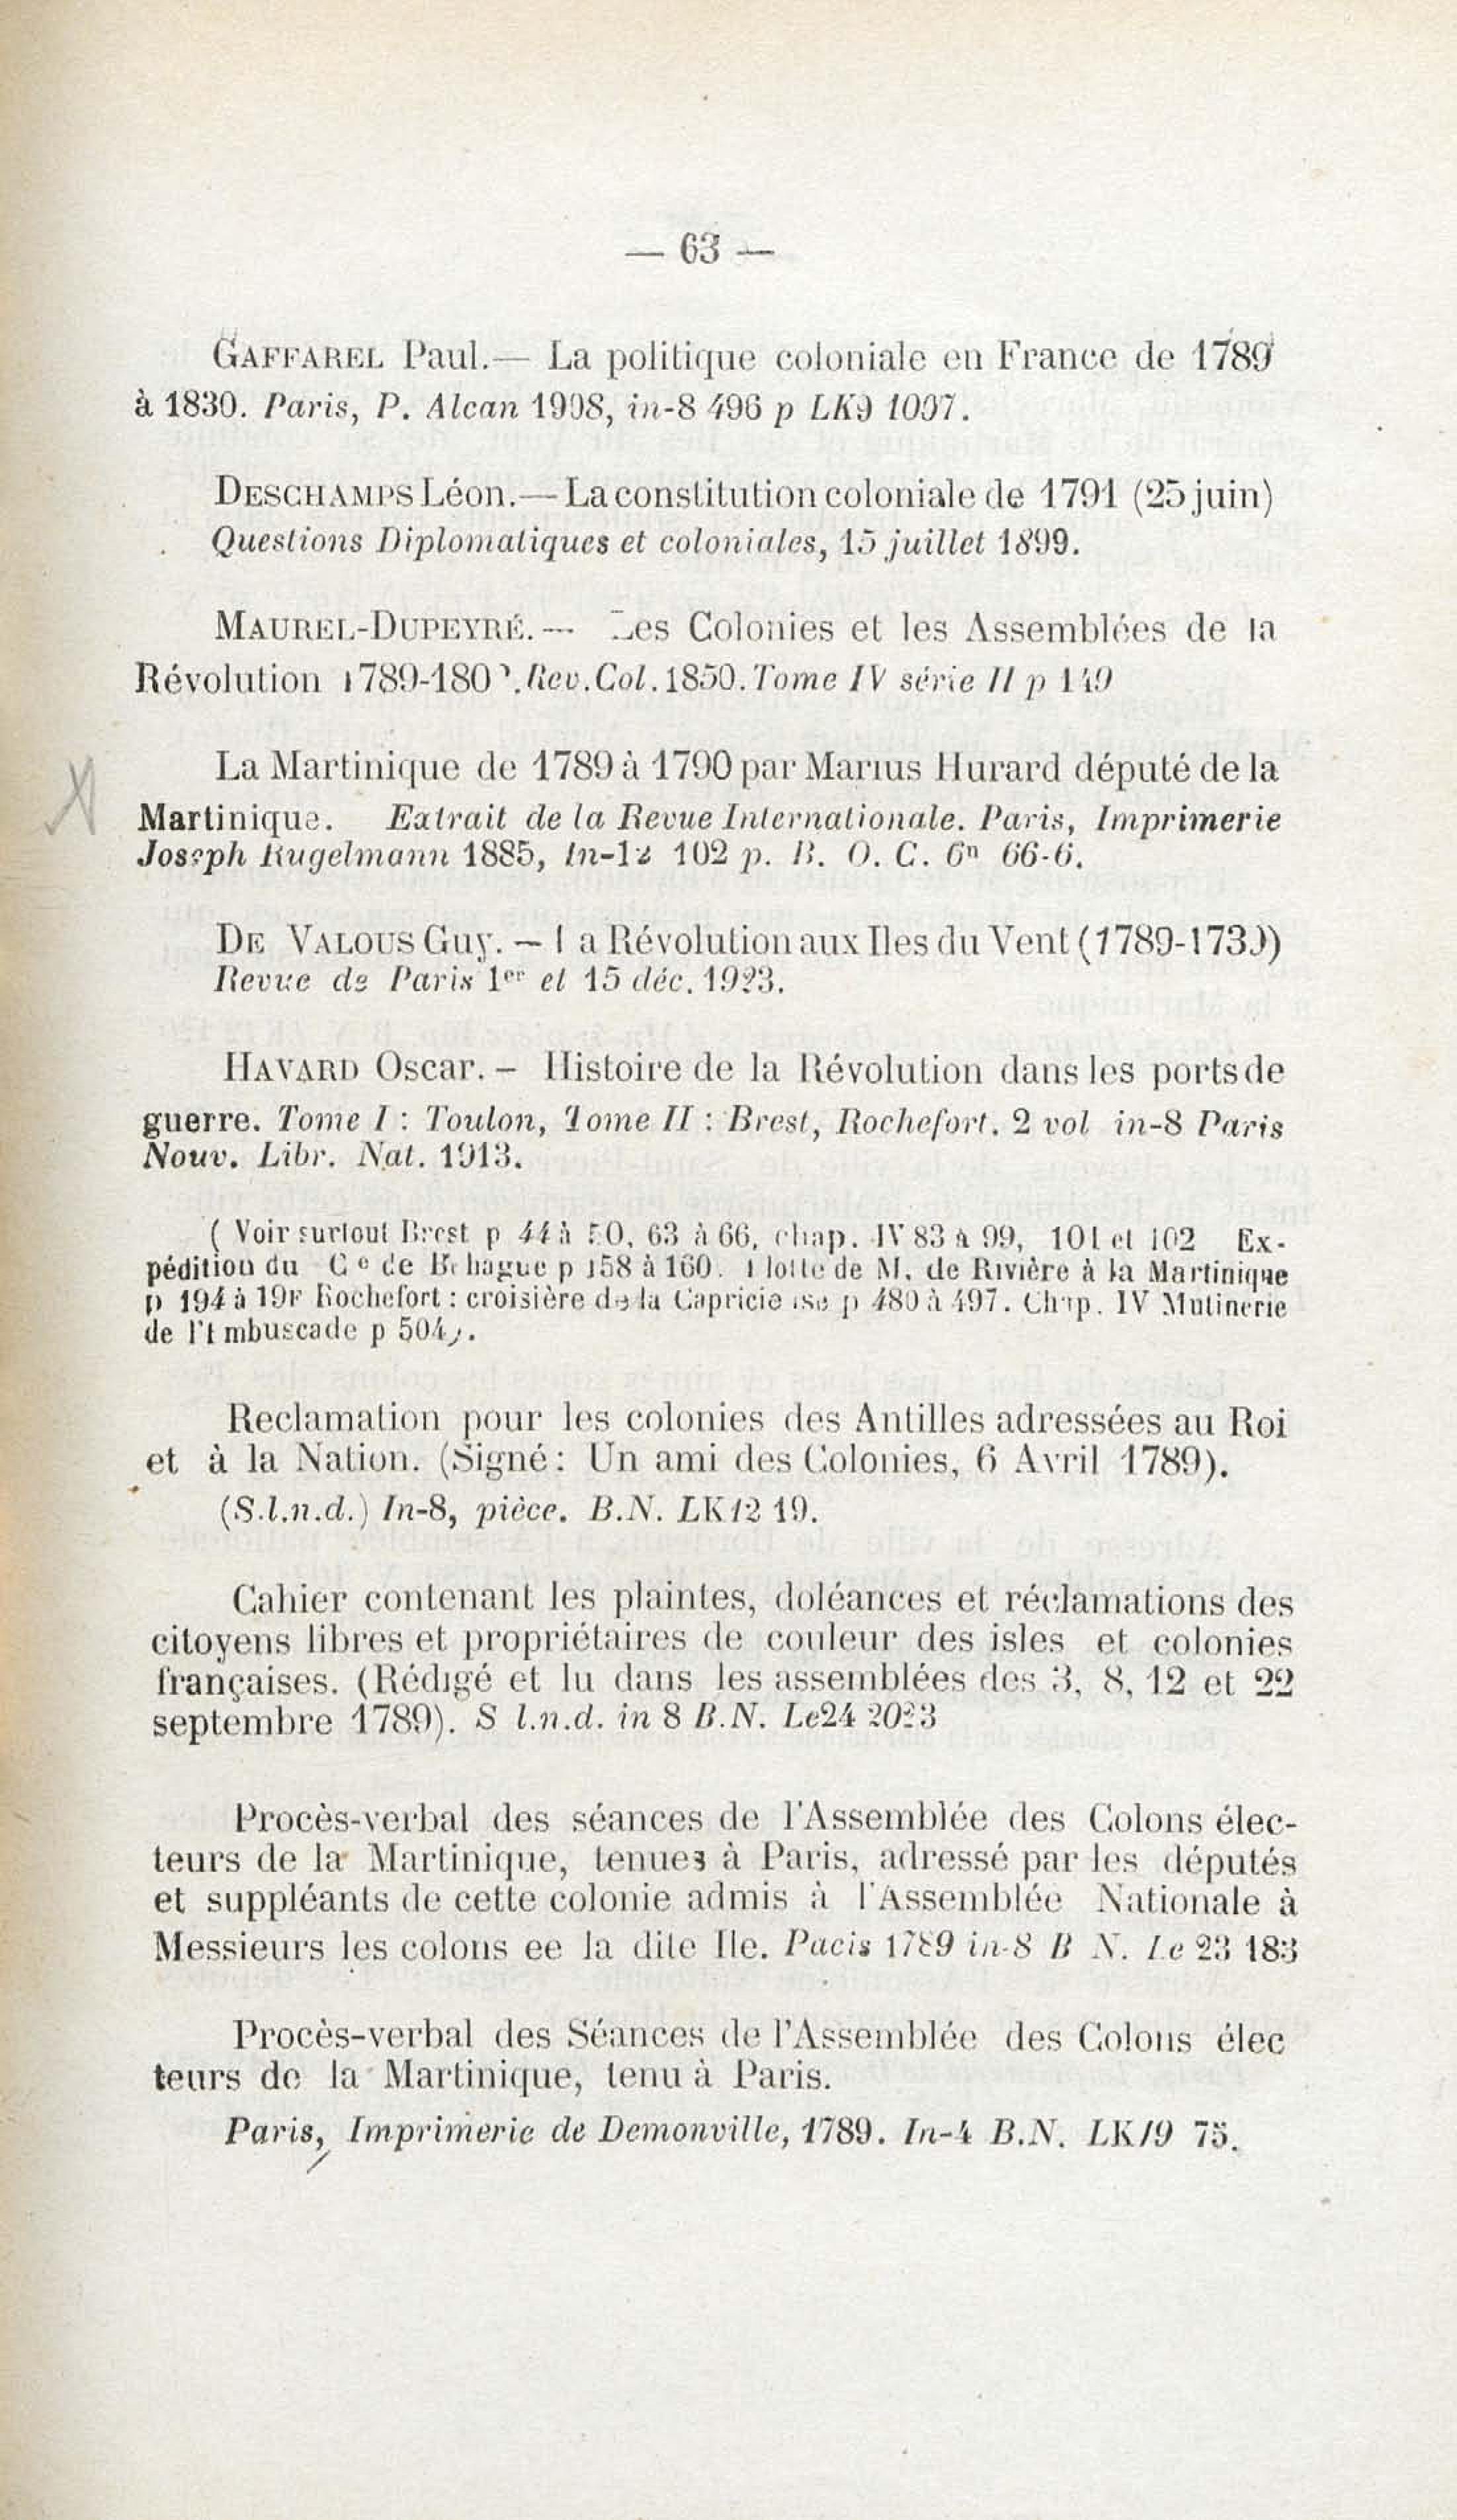 — 63 —
GAFFAREL Paul.— La politique coloniale en France de 1789
à 1830. Paris, P. Alcan 1908, in-8 496 p LK9 1007.
DESCHAMPS Léon.— La constitution coloniale de 1791 (25 juin)
Questions Diplomatiques et coloniales, 15 juillet 1899.
MAUREL-DUPEYRÉ.— Les Colonies et les Assemblées de la
Révolution Rev. Col. 1850. Tome IV série II p 149
La Martinique de 1789 à 1790 par Marius Hurard député de la
Martinique. Extrait de la Revue Internationale. Paris, Imprimerie
Joseph Kugelmann 1885, In-12 102 p. B. O. C. 6n 66-6.
DE VALOUS Guy. — La Révolution aux Iles du Vent
Revue de Paris 1er et 15 déc. 1923.
HAVARD Oscar. – Histoire de la Révolution dans les ports de
guerre. Tome I : Toulon, Tome II : Brest, Rochefort. 2 vol in-8 Paris
Nouv. Libr. Nat. 1913.
( Voir surtout Brest p 44 à 50, 63 à 66, chap. IV 83 à 99, 101 et 102 Ex-
pédition du Ce de Behague p 158 à 160. Flotte de M. de Rivière à la Martinique
p 194 à Rochefort : croisière de la Capricieuse p 480 à 497. Chap. IV Mutinerie
de l'Embuscade p 504).
Reclamation pour les colonies des Antilles adressées au Roi
et à la Nation. (Signé : Un ami des Colonies, 6 Avril 1789).
(S.l.n.d.) In-8, pièce. B.N. LK12 19.
Cahier contenant les plaintes, doléances et réclamations des
citoyens libres et propriétaires de couleur des isles et colonies
françaises. (Rédigé et lu dans les assemblées des 3, 8, 12 et 22
septembre 1789). S l.n.d. in 8 B.N. Le24
Procès-verbal des séances de l'Assemblée des Colons élec-
teurs de la Martinique, tenues à Paris, adressé par les députés
et suppléants de cette colonie admis à l'Assemblée Nationale à
Messieurs les colons ee la dite Ile. Pacis 1789 in-8 B N. Le 23 183
Procès-verbal des Séances de l'Assemblée des Colons élec
teurs de la Martinique, tenu à Paris.
Paris, Imprimerie de Demonville, 1789. In-4 B.N. LK19 75.